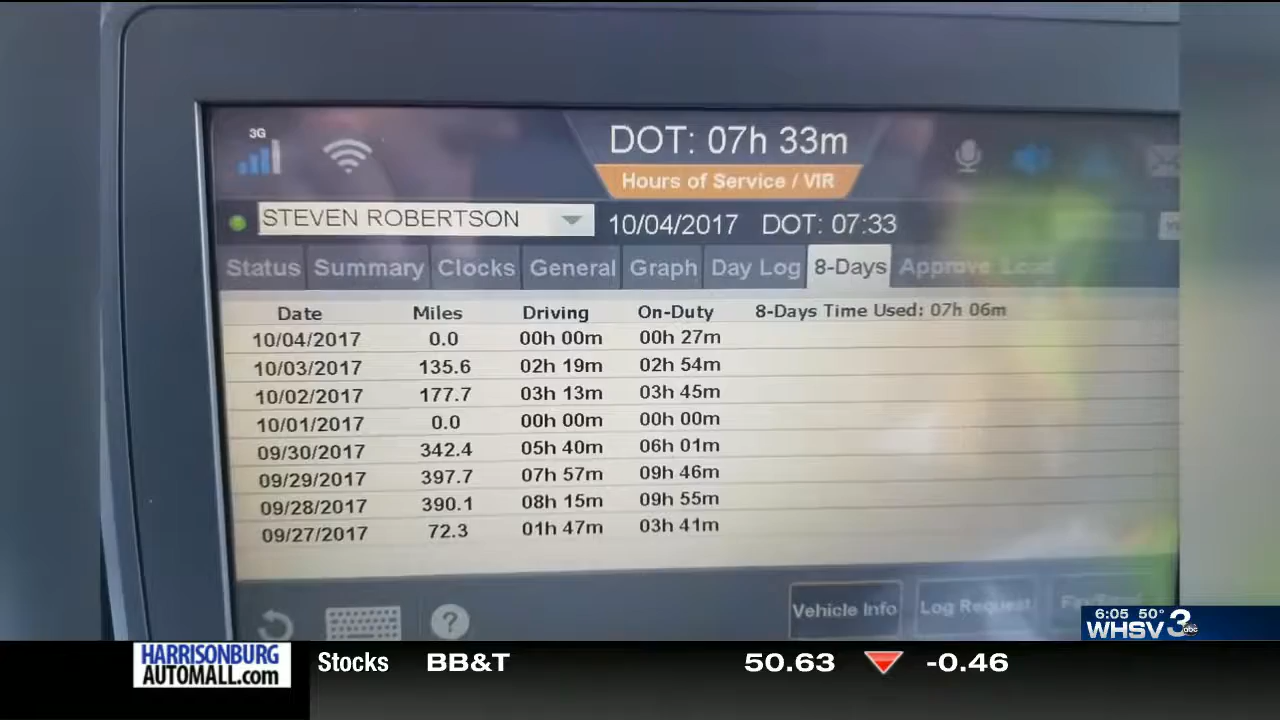 3G
DOT: 07h 33m
Hours of Service / VIR
STEVEN ROBERTSON 10/04/2017 DOT: 07:33
Status Summary Clocks General Graph Day Log 8-Days Approve Load
Date Miles Driving On-Duty 8-Days Time Used: 07h 06m
10/04/2017 0.0 00h 00m 00h 27m
10/03/2017 135.6 02h 19m 02h 54m
10/02/2017 177.7 03h 13m 03h 45m
10/01/2017 0.0 00h 00m 00h 00m
09/30/2017 342.4 05h 40m 06h 01m
09/29/2017 397.7 07h 57m 09h 46m
09/28/2017 390.1 08h 15m 09h 55m
09/27/2017 72.3 01h 47m 03h 41m
?
Vehicle Info Log Request
6:05 50°
WHSV 3 abc
HARRISONBURG
AUTOMALL.com
Stocks BB&T 50.63 -0.46